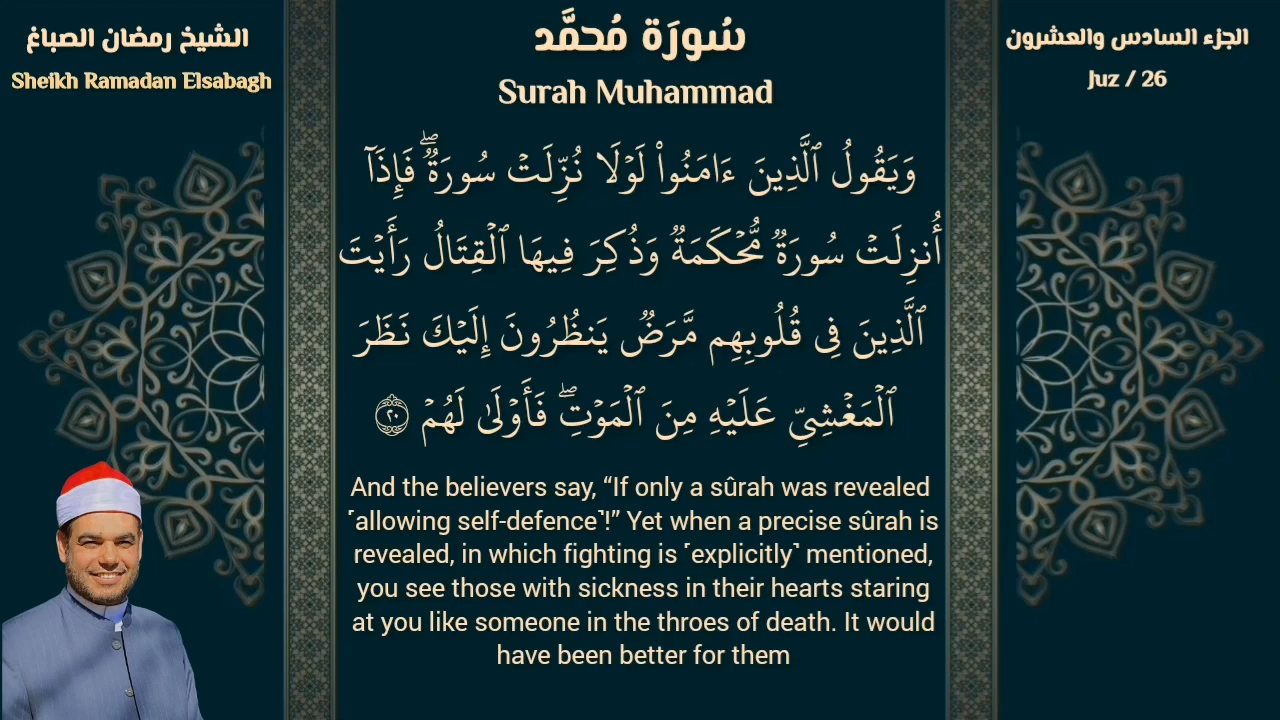 الشيخ رمضان الصباغ
Sheikh Ramadan Elsabagh
سُورَة مُحمَّد
Surah Muhammad
الجزء السادس والعشرون
Juz / 26
وَيَقُولُ ٱلَّذِينَ ءَامَنُوا۟ لَوۡلَا نُزِّلَتۡ سُورَةٌۖ فَإِذَآ
أُنزِلَتۡ سُورَةٌ مُّحۡكَمَةٌ وَذُكِرَ فِيهَا ٱلۡقِتَالُ رَأَيۡتَ
ٱلَّذِينَ فِى قُلُوبِهِم مَّرَضٌ يَنظُرُونَ إِلَيۡكَ نَظَرَ
ٱلۡمَغۡشِىِّ عَلَيۡهِ مِنَ ٱلۡمَوۡتِۖ فَأَوۡلَىٰ لَهُمۡ ٢٠
And the believers say, “If only a sûrah was revealed
˹allowing self-defence˺!” Yet when a precise sûrah is
revealed, in which fighting is ˹explicitly˺ mentioned,
you see those with sickness in their hearts staring
at you like someone in the throes of death. It would
have been better for them